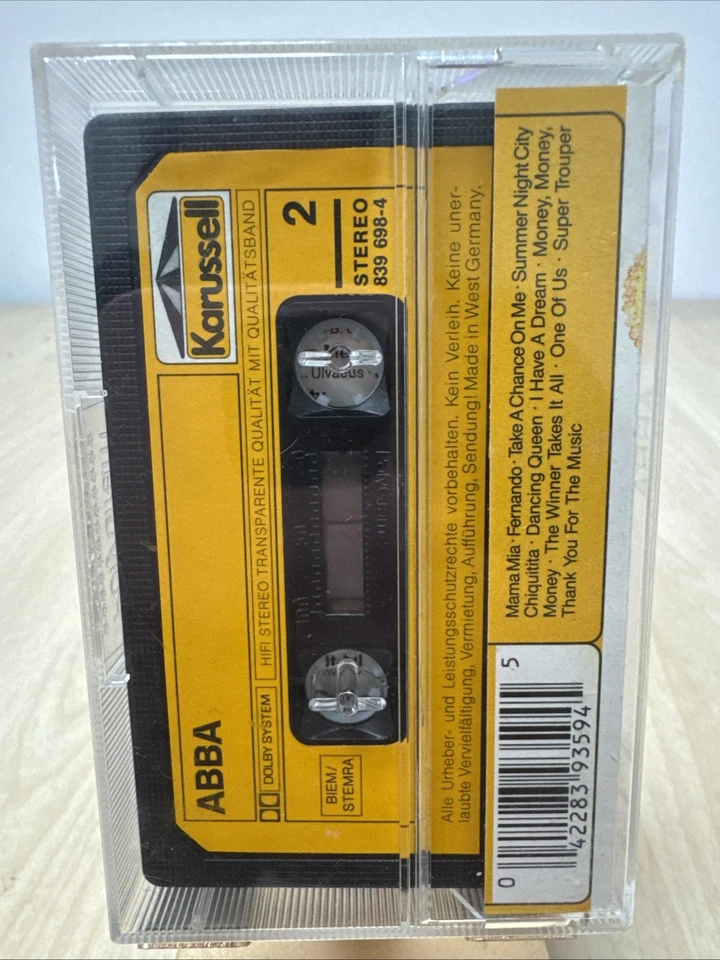 Karussell
ABBA
DOLBY SYSTEM
HIFI STEREO TRANSPARENTE QUALITÄT MIT QUALITÄTSBAND
2
STEREO
839 698-4
BIEM/
STEMRA
Ulvaeus ·
Alle Urheber- und Leistungsschutzrechte vorbehalten. Kein Verleih. Keine uner-
laubte Vervielfältigung, Vermietung, Aufführung, Sendung! Made in West Germany.
Mama Mia · Fernando · Take A Chance On Me · Summer Night City
Chiquitita · Dancing Queen · I Have A Dream · Money, Money,
Money · The Winner Takes It All · One Of Us · Super Trouper
Thank You For The Music
0 42283 93594 5